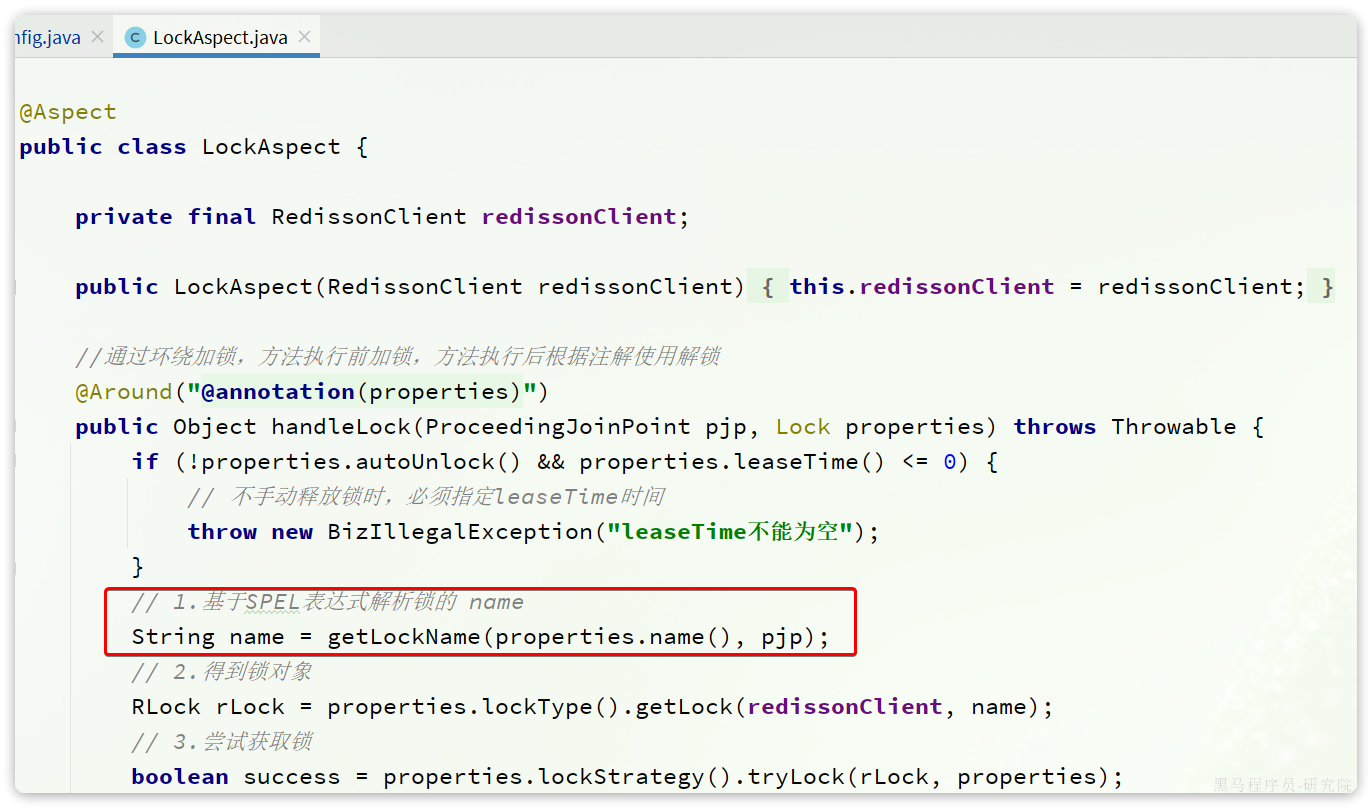 nfig.java × LockAspect.java ×
@Aspect
public class LockAspect {
private final RedissonClient redissonClient;
public LockAspect(RedissonClient redissonClient) { this.redissonClient = redissonClient; }
//通过环绕加锁，方法执行前加锁，方法执行后根据注解使用解锁
@Around("@annotation(properties)")
public Object handleLock(ProceedingJoinPoint pjp, Lock properties) throws Throwable {
if (!properties.autoUnlock() && properties.leaseTime() <= 0) {
// 不手动释放锁时，必须指定leaseTime时间
throw new BizIllegalException("leaseTime不能为空");
}
// 1.基于SPEL表达式解析锁的 name
String name = getLockName(properties.name(), pjp);
// 2.得到锁对象
RLock rLock = properties.lockType().getLock(redissonClient, name);
// 3.尝试获取锁
boolean success = properties.lockStrategy().tryLock(rLock, properties);
黑马程序员-研究院